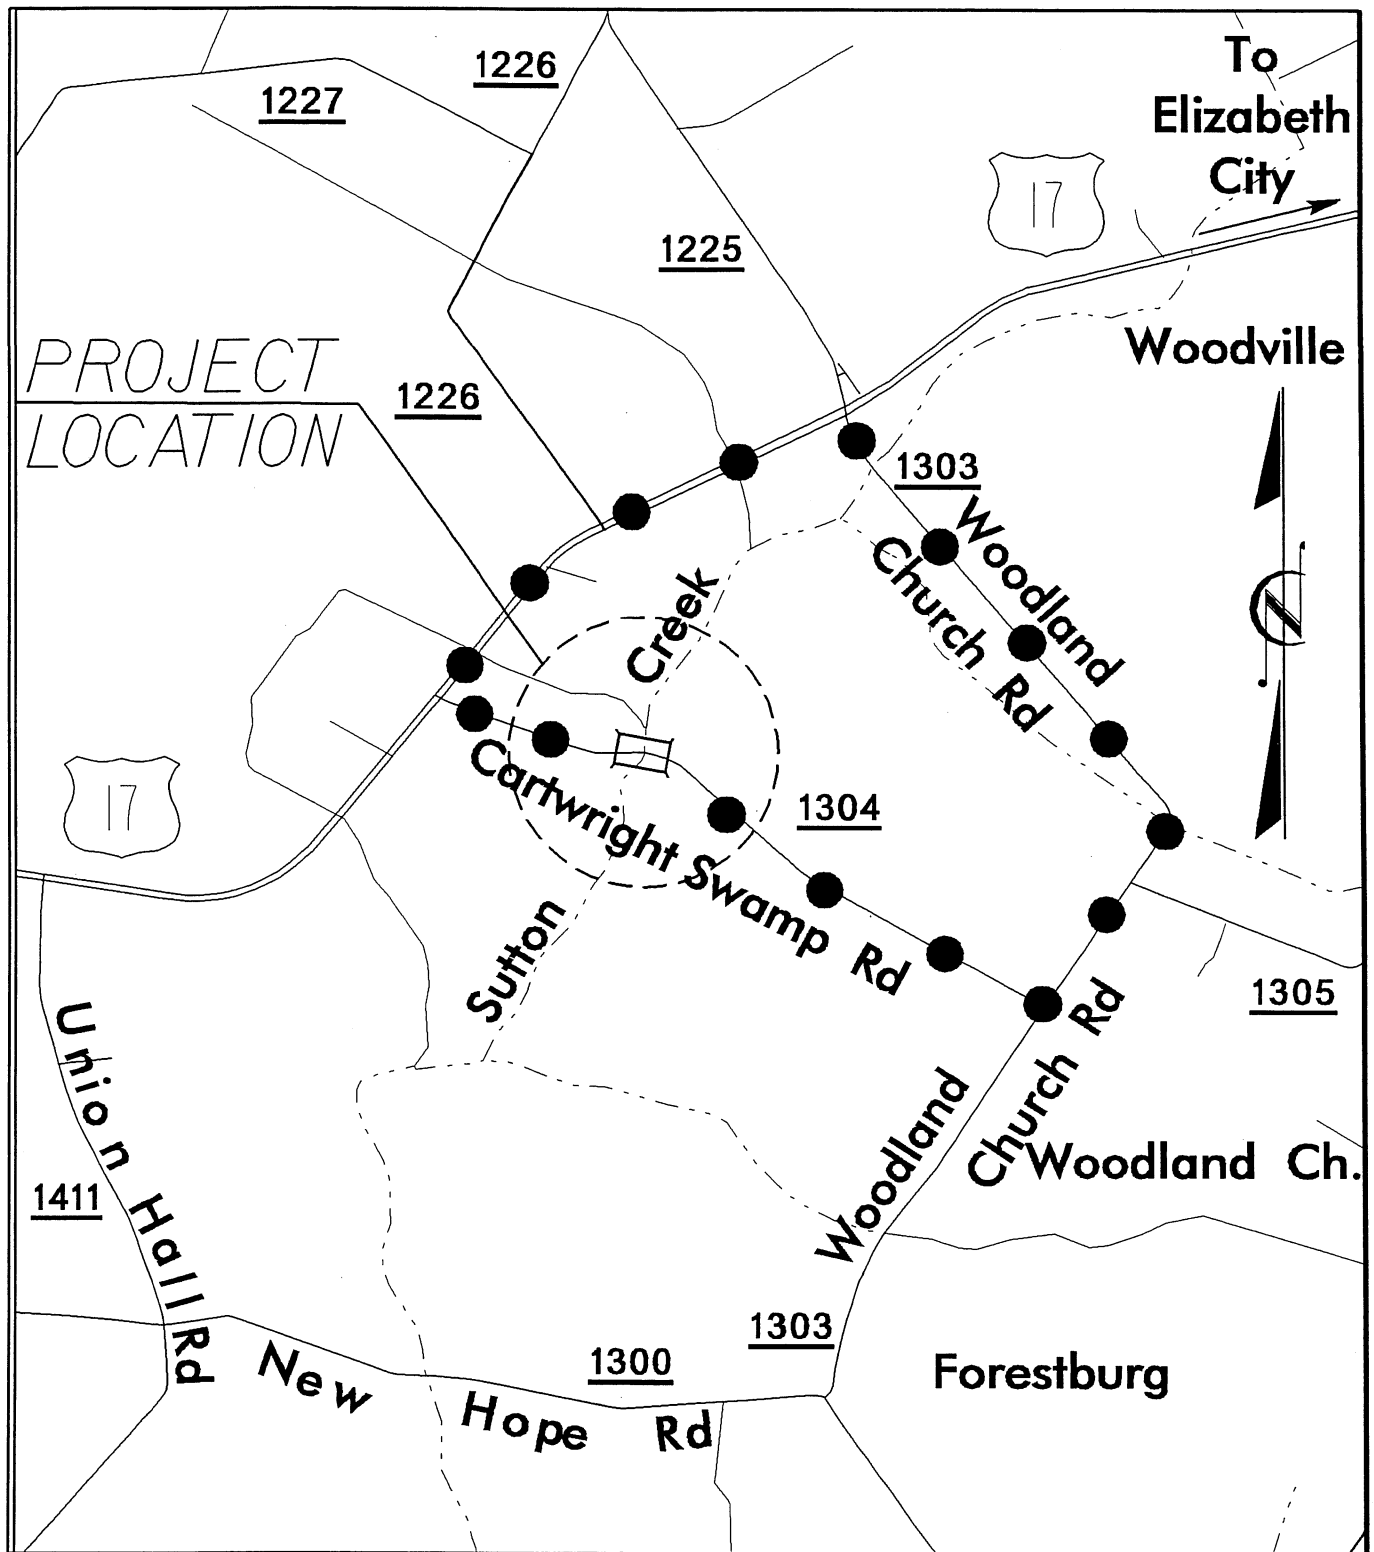 To
Elizabeth
City
1226
1227
17
1225
Woodville
PROJECT
LOCATION
1226
1303
Woodland
Church Rd
Creek
N
17
Cartwright Swamp Rd
1304
Sutton
1305
Union Hall Rd
Woodland
Church Rd
Woodland Ch.
1411
1303
1300
Forestburg
New Hope Rd